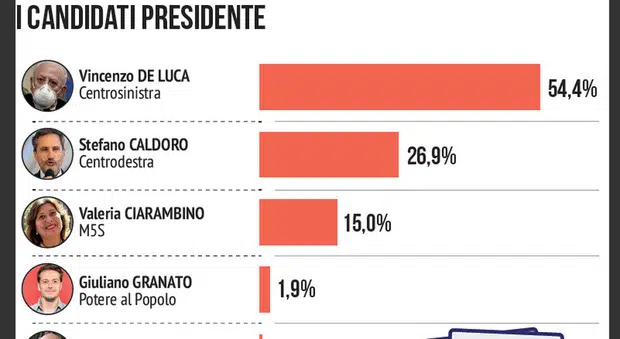 I CANDIDATI PRESIDENTE
Vincenzo DE LUCA
Centrosinistra
54,4%
Stefano CALDORO
Centrodestra
26,9%
Valeria CIARAMBINO
M5S
15,0%
Giuliano GRANATO
Potere al Popolo
1,9%